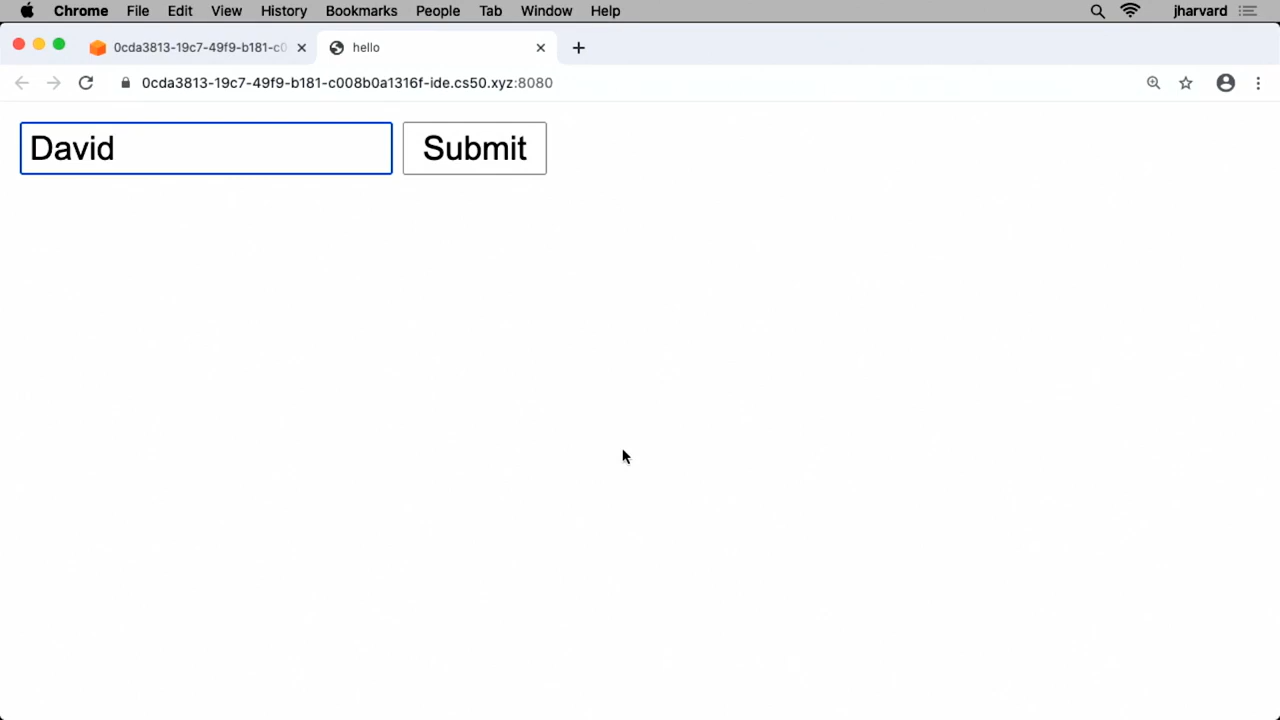 Chrome File Edit View History Bookmarks People Tab Window Help jharvard
0cda3813-19c7-49f9-b181-c0 hello
0cda3813-19c7-49f9-b181-c008b0a1316f-ide.cs50.xyz:8080
David Submit